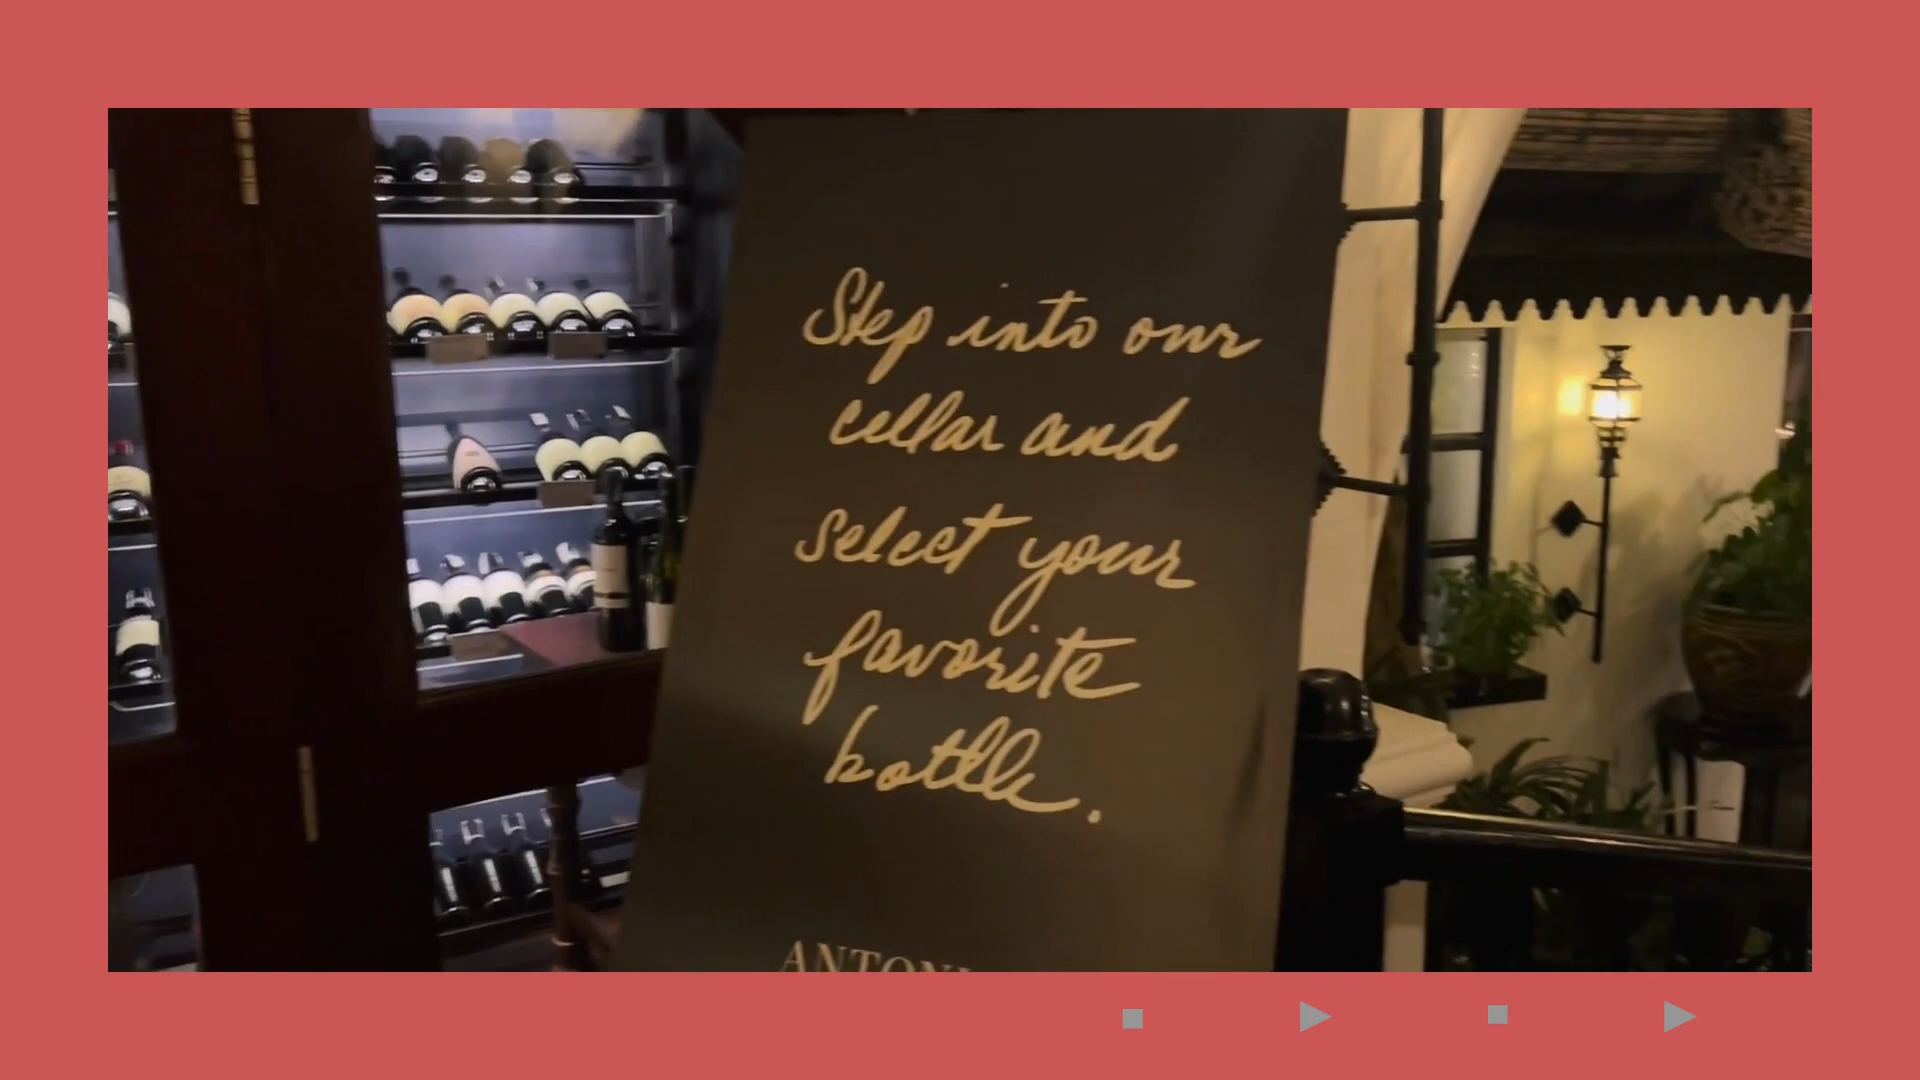 Step into our
cellar and
select your
favorite
bottle.